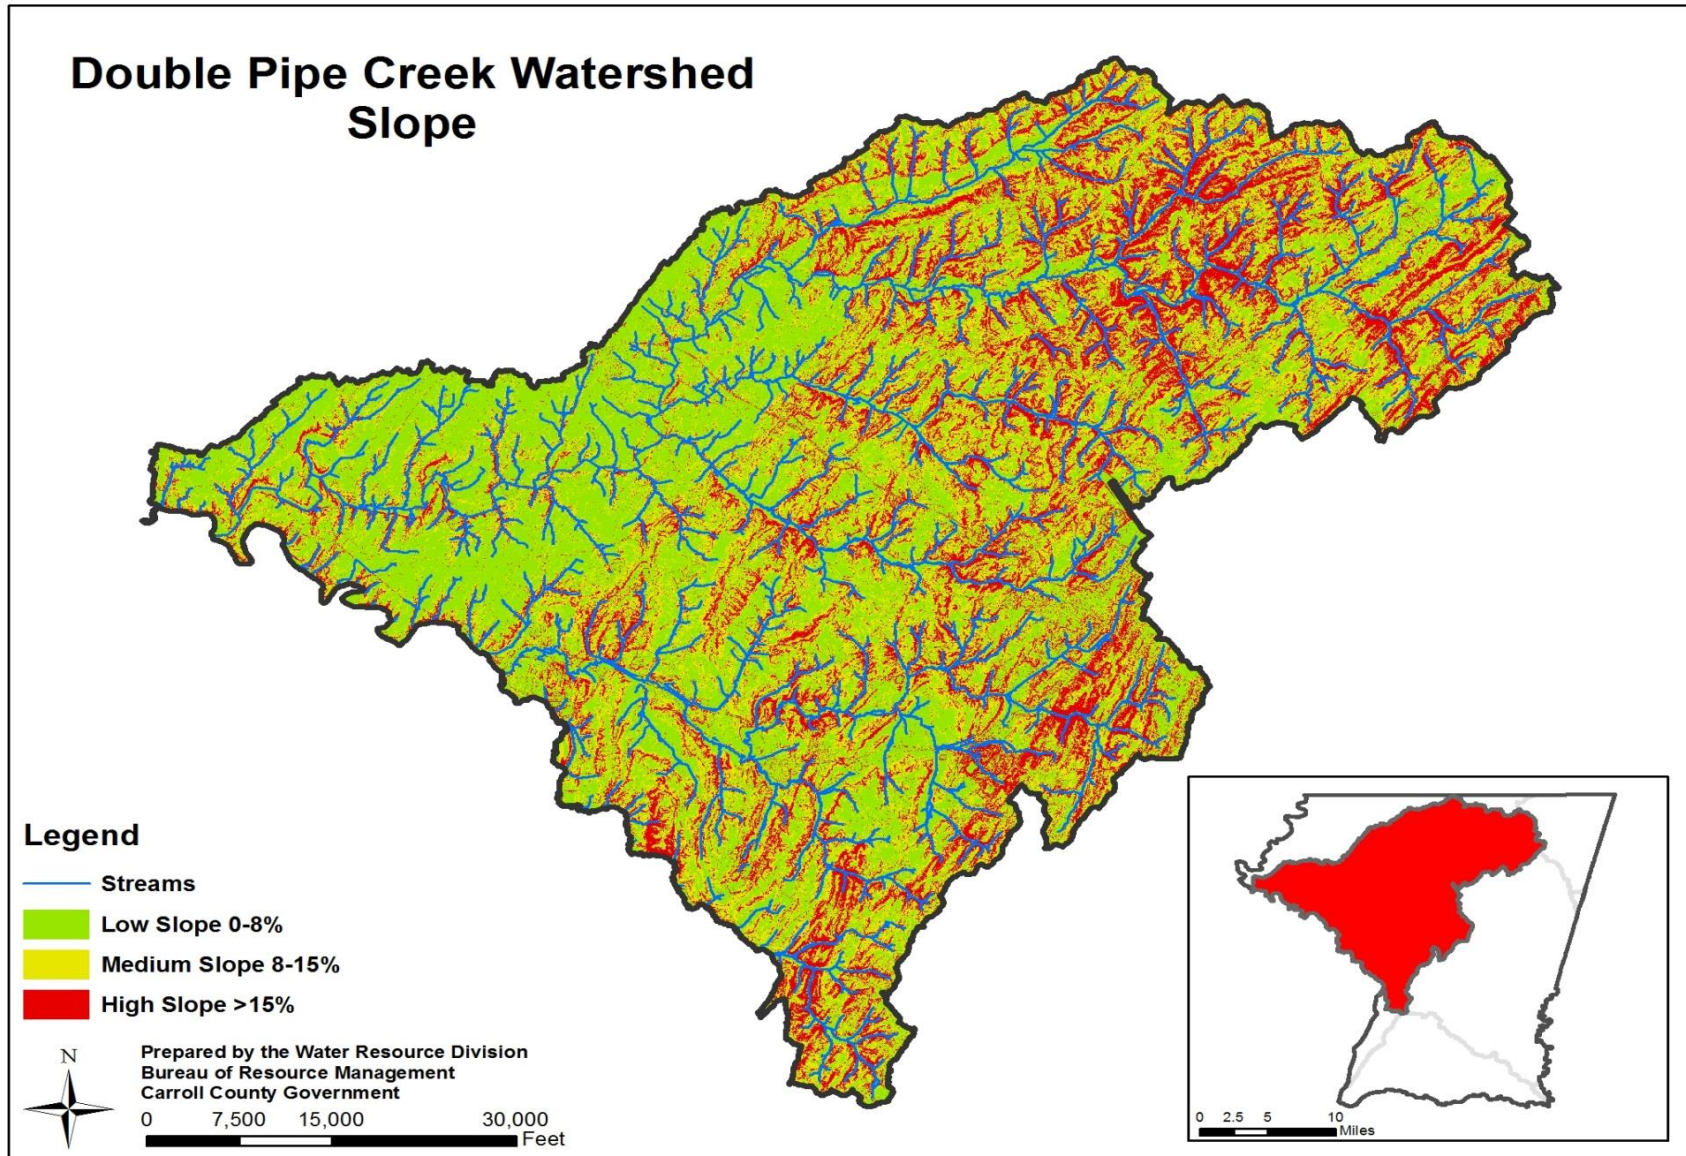 Double Pipe Creek Watershed
Slope
Legend
Streams
Low Slope 0-8%
Medium Slope 8-15%
High Slope >15%
N
Prepared by the Water Resource Division
Bureau of Resource Management
Carroll County Government
0 7,500 15,000 30,000
Feet
0 2.5 5 10
Miles